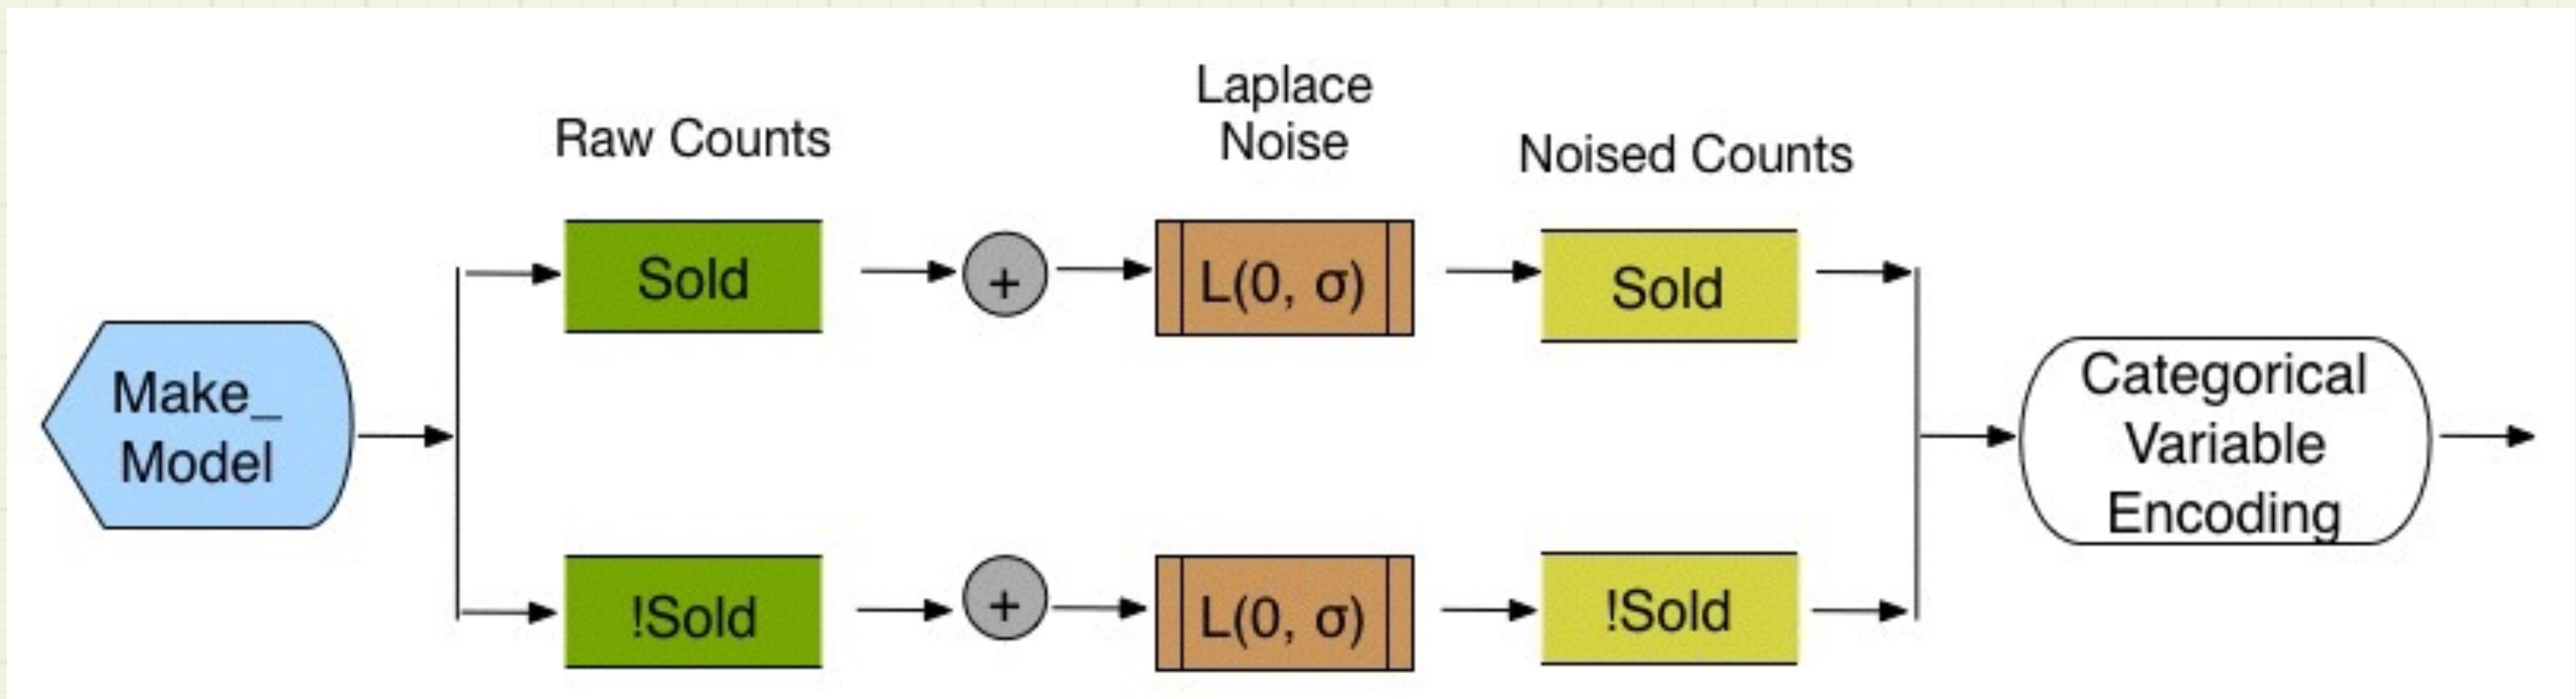 Laplace
Noise
Raw Counts
Noised Counts
Sold
+
L(0, σ)
Sold
Make_
Model
Categorical
Variable
Encoding
!Sold
+
L(0, σ)
!Sold